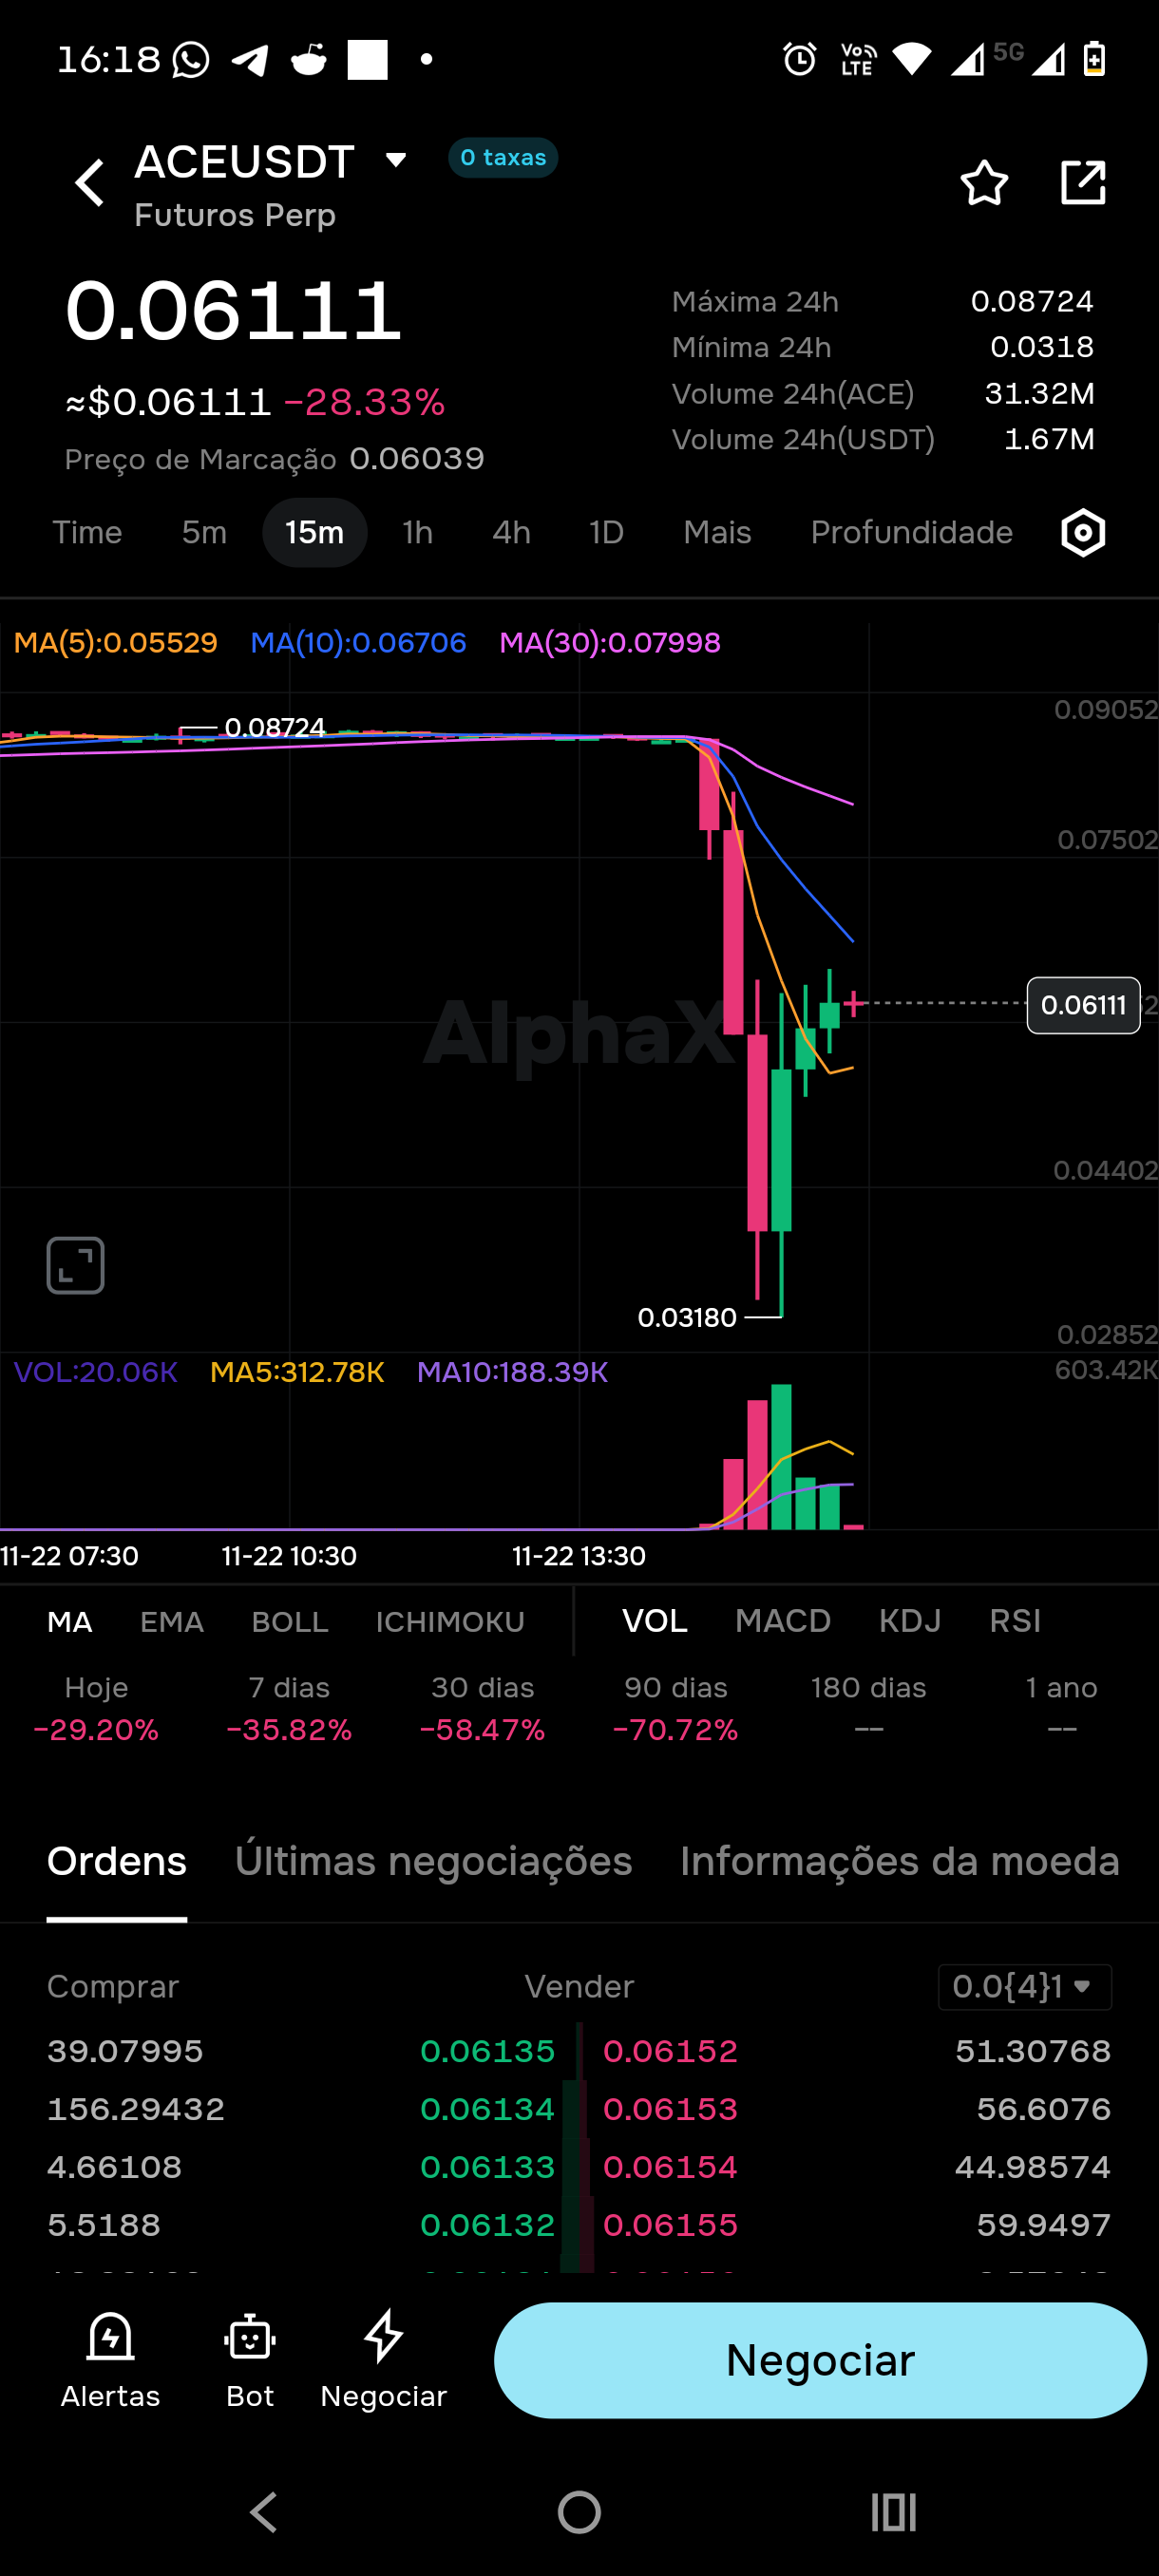 16:18
Vo LTE
5G
ACEUSDT
0 taxas
Futuros Perp
0.06111
≈$0.06111 -28.33%
Preço de Marcação 0.06039
Máxima 24h 0.08724
Mínima 24h 0.0318
Volume 24h(ACE) 31.32M
Volume 24h(USDT) 1.67M
Time 5m 15m 1h 4h 1D Mais Profundidade
MA(5):0.05529 MA(10):0.06706 MA(30):0.07998
0.09052
0.08724
0.07502
AlphaX
0.06111
0.04402
0.03180
0.02852
VOL:20.06K MA5:312.78K MA10:188.39K
603.42K
11-22 07:30 11-22 10:30 11-22 13:30
MA EMA BOLL ICHIMOKU VOL MACD KDJ RSI
Hoje 7 dias 30 dias 90 dias 180 dias 1 ano
-29.20% -35.82% -58.47% -70.72% -- --
Ordens Últimas negociações Informações da moeda
Comprar Vender 0.0{4}1
39.07995 0.06135 0.06152 51.30768
156.29432 0.06134 0.06153 56.6076
4.66108 0.06133 0.06154 44.98574
5.5188 0.06132 0.06155 59.9497
Alertas Bot Negociar
Negociar